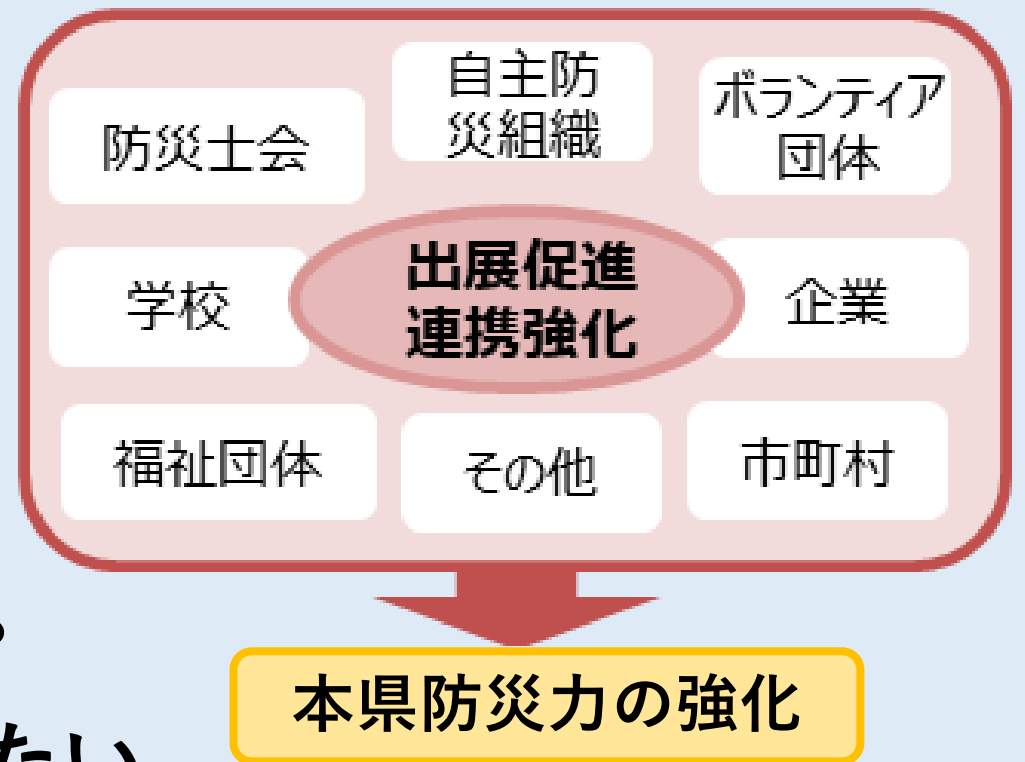 防災士会
自主防
災組織
ボランティア
団体
学校
出展促進
連携強化
企業
福祉団体
その他
市町村
。
たい
本県防災力の強化